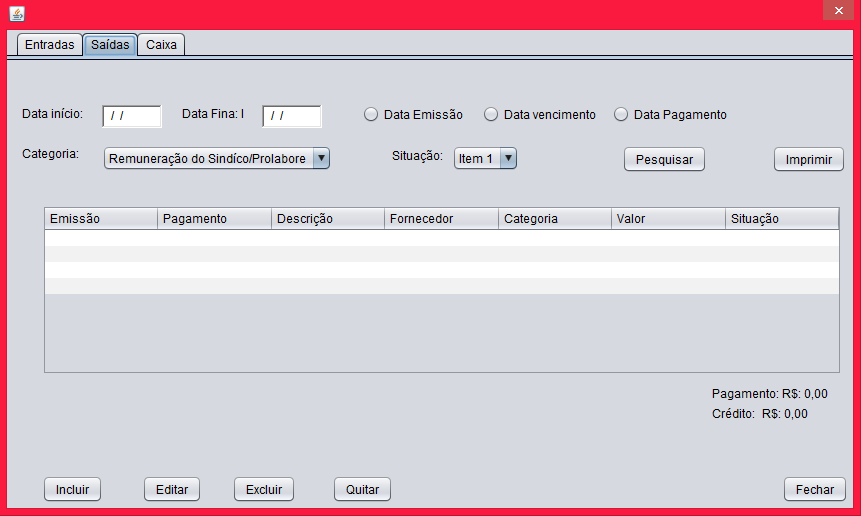 Entradas Saídas Caixa
Data início: / / Data Fina: l / / Data Emissão Data vencimento Data Pagamento
Categoria: Remuneração do Sindíco/Prolabore Situação: Item 1 Pesquisar Imprimir
Emissão Pagamento Descrição Fornecedor Categoria Valor Situação
Pagamento: R$: 0,00
Crédito: R$: 0,00
Incluir Editar Excluir Quitar Fechar